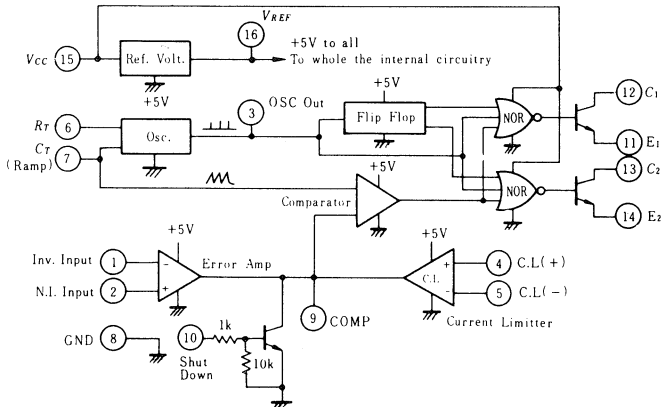 VREF
16
+5V to all
To whole the internal circuitry
VCC 15
Ref. Volt.
12 C1
+5V
3 OSC Out
+5V
RT 6
Osc.
Flip Flop
NOR
11 E1
CT 7
(Ramp)
13 C2
+5V
NOR
Comparator
14 E2
+5V
+5V
Inv. Input 1
-
Error Amp
+
4 C.L(+)
C.L
N.I. Input 2
+
-
5 C.L(-)
9 COMP
Current Limitter
GND 8
10
1k
Shut
Down
10k